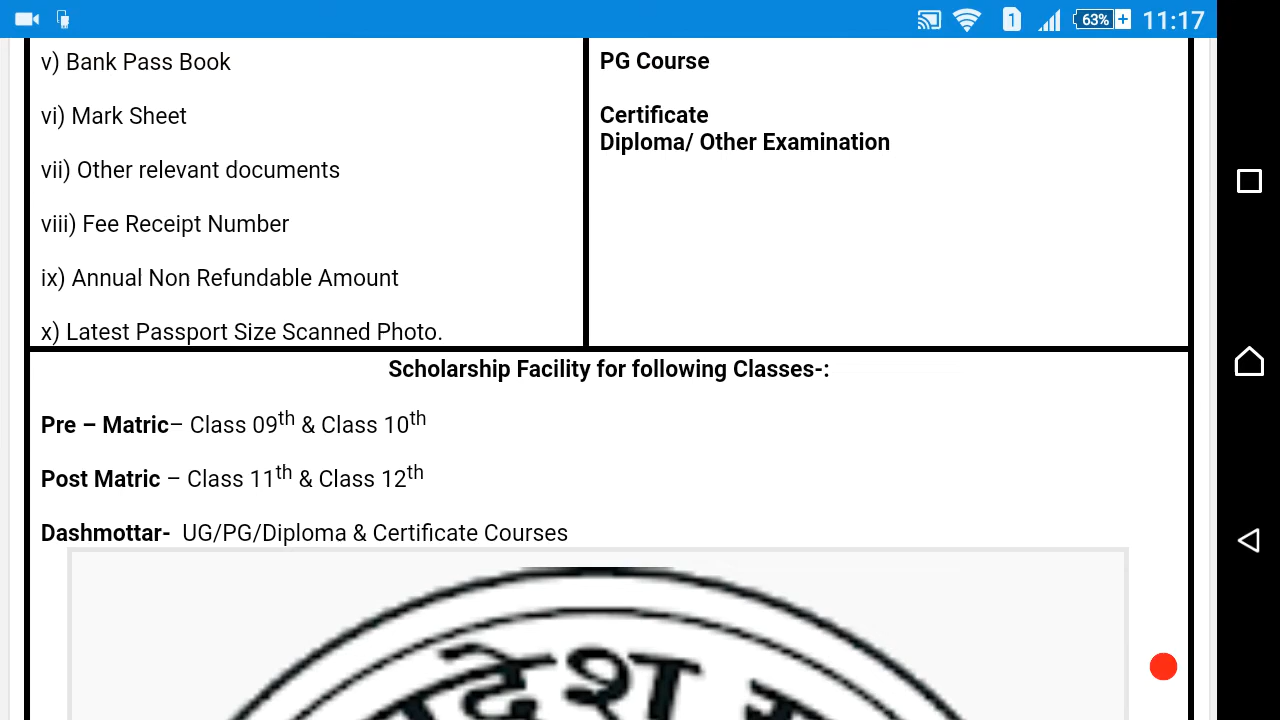 63% 11:17
v) Bank Pass Book
vi) Mark Sheet
vii) Other relevant documents
viii) Fee Receipt Number
ix) Annual Non Refundable Amount
x) Latest Passport Size Scanned Photo.
PG Course
Certificate
Diploma/ Other Examination
Scholarship Facility for following Classes-:
Pre – Matric– Class 09th & Class 10th
Post Matric – Class 11th & Class 12th
Dashmottar- UG/PG/Diploma & Certificate Courses